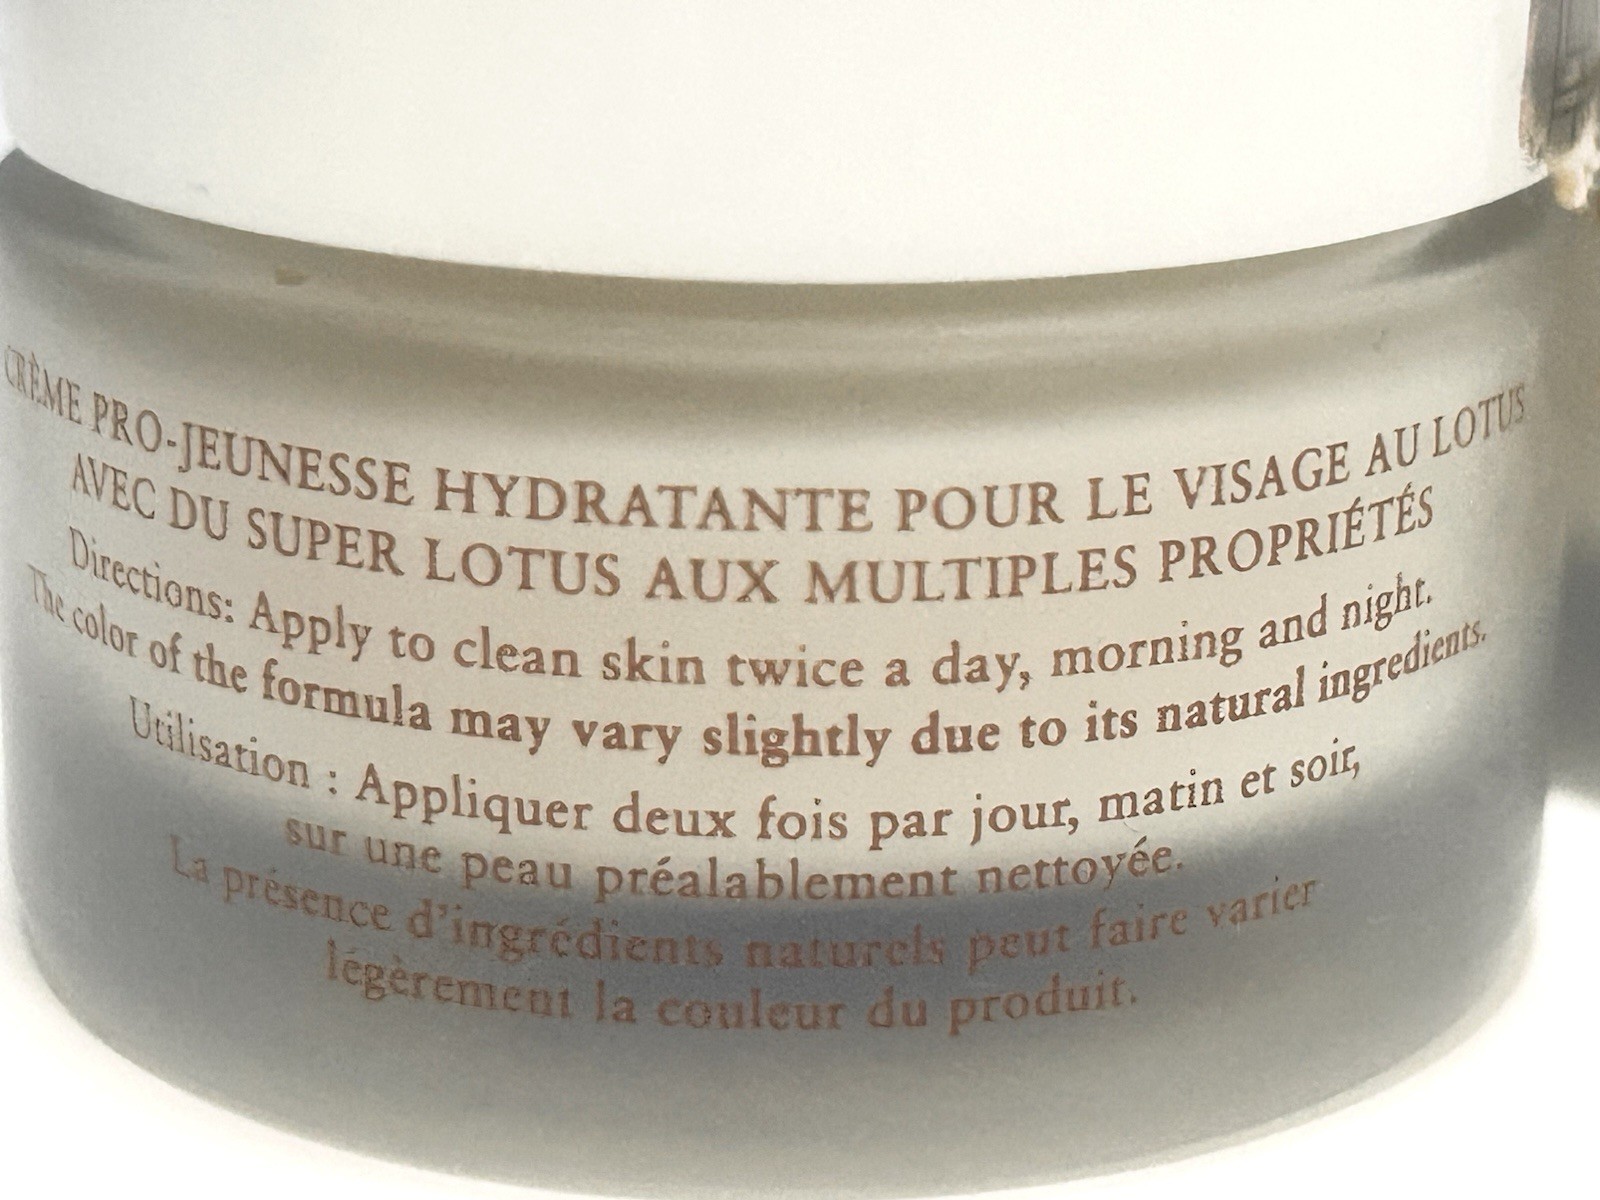 CRÈME PRO-JEUNESSE HYDRATANTE POUR LE VISAGE AU LOTUS
AVEC DU SUPER LOTUS AUX MULTIPLES PROPRIÉTÉS
Directions: Apply to clean skin twice a day, morning and night.
The color of the formula may vary slightly due to its natural ingredients.
Utilisation : Appliquer deux fois par jour, matin et soir,
sur une peau préalablement nettoyée.
La présence d'ingrédients naturels peut faire varier
légèrement la couleur du produit.